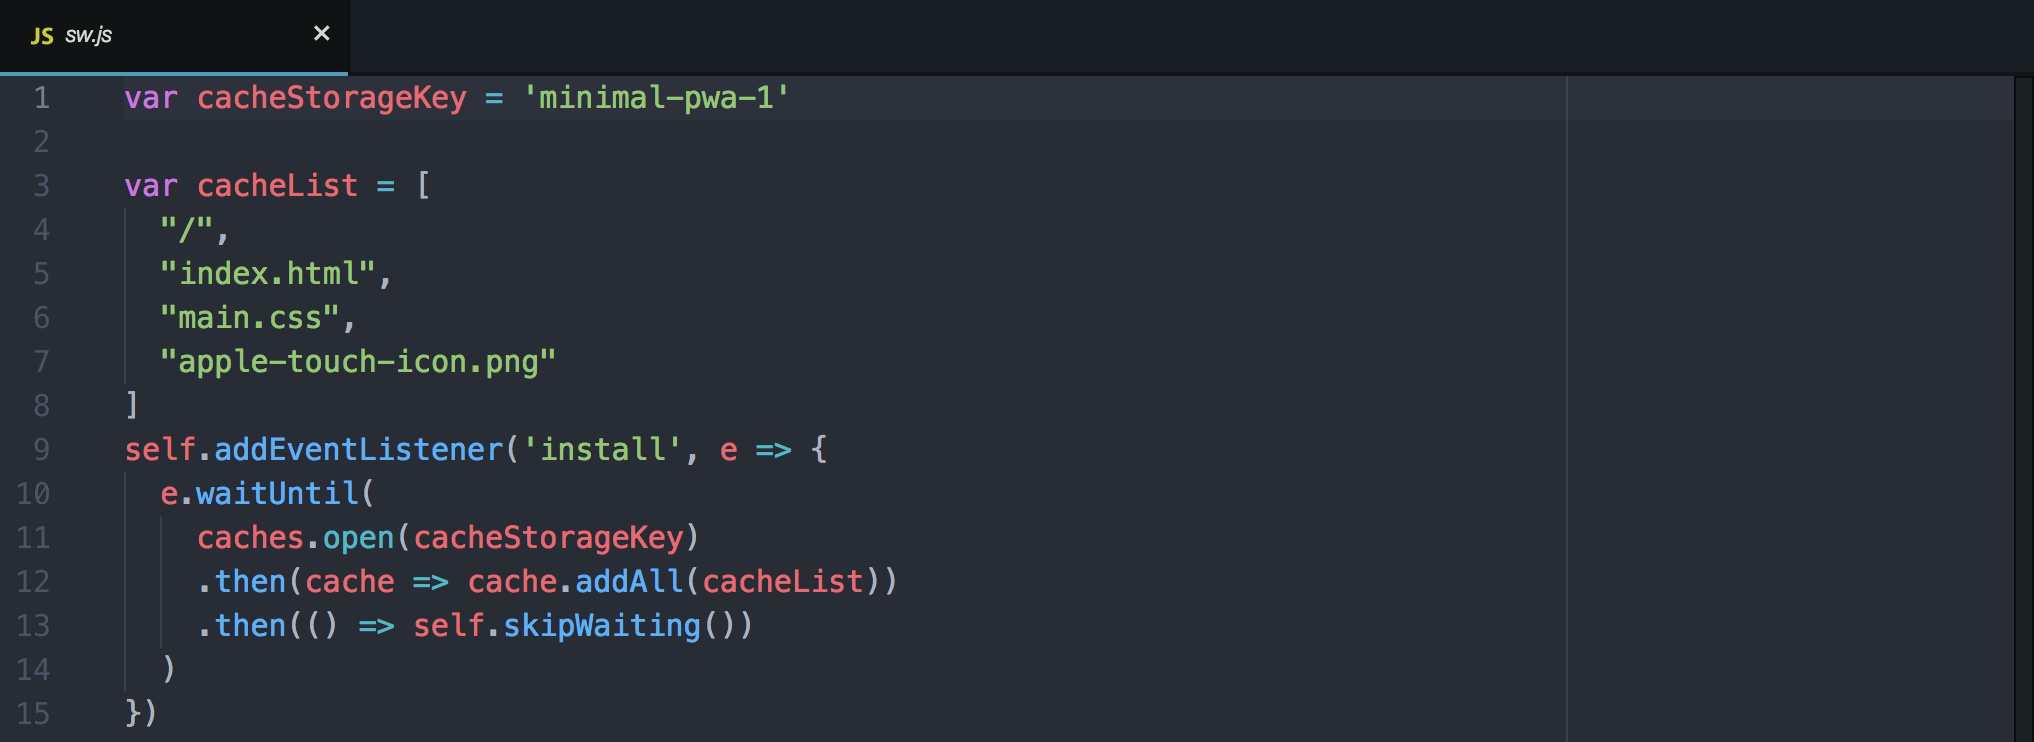 JS sw.js ×
1 var cacheStorageKey = 'minimal-pwa-1'
2
3 var cacheList = [
4   "/",
5   "index.html",
6   "main.css",
7   "apple-touch-icon.png"
8 ]
9 self.addEventListener('install', e => {
10   e.waitUntil(
11     caches.open(cacheStorageKey)
12     .then(cache => cache.addAll(cacheList))
13     .then(() => self.skipWaiting())
14   )
15 })